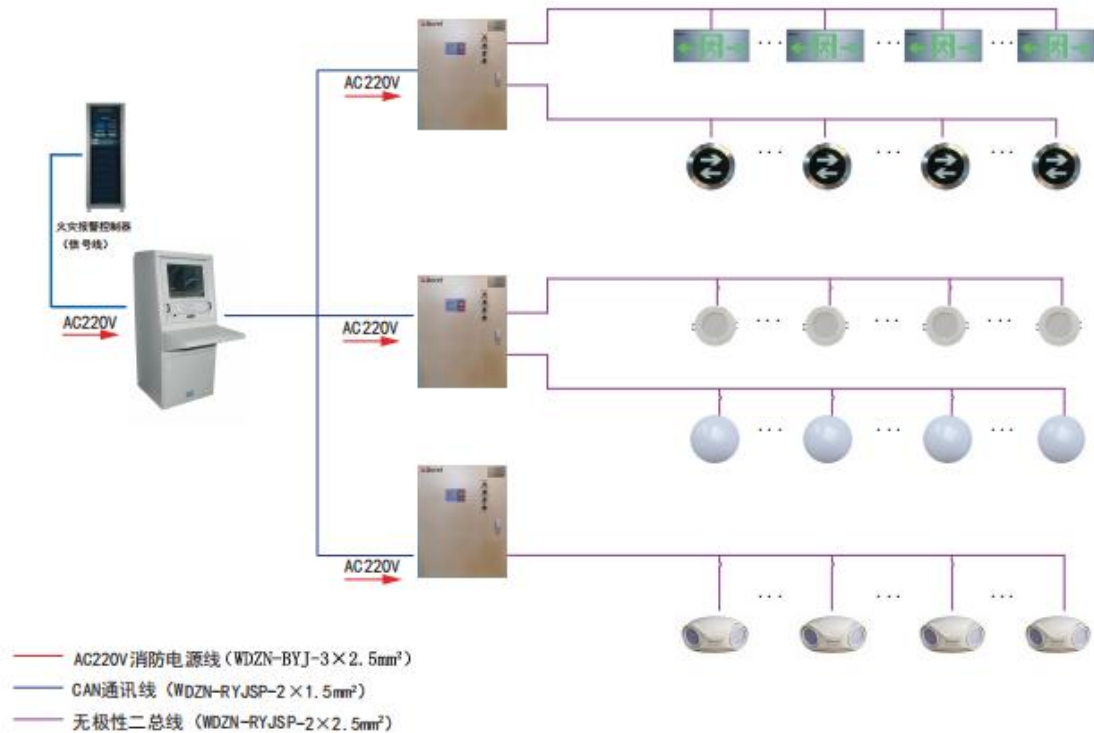 AC220V
火灾报警控制器
（信号线）
AC220V
AC220V
AC220V
AC220V消防电源线（WDZN-BYJ-3×2.5mm²）
CAN通讯线（WDZN-RYJSP-2×1.5mm²）
无极性二总线（WDZN-RYJSP-2×2.5mm²）